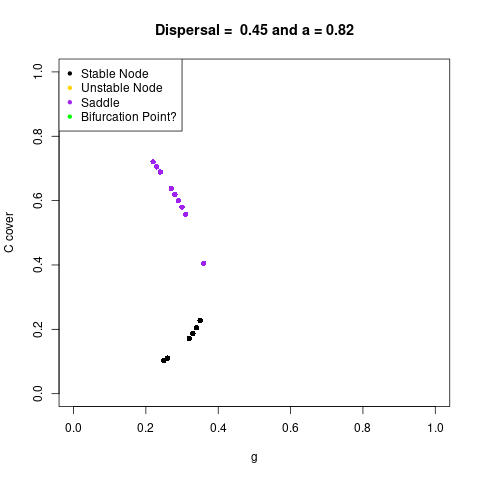 Dispersal =  0.45 and a = 0.82
Stable Node
Unstable Node
Saddle
Bifurcation Point?
1.0
0.8
0.6
0.4
0.2
0.0
C cover
0.0 0.2 0.4 0.6 0.8 1.0
g